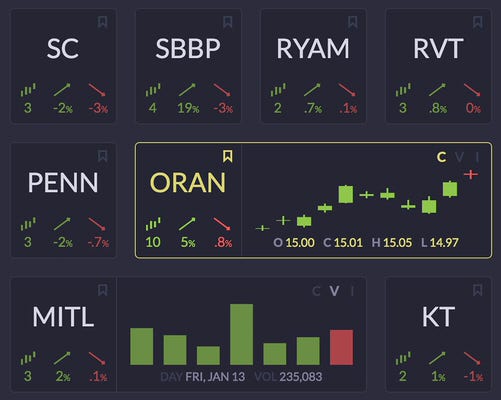 SC SBBP RYAM RVT
3 -2% -3% 4 19% -3% 2 .7% .1% 3 .8% 0%
C V I
PENN ORAN
3 -2% -.7% 10 5% .8%
O 15.00 C 15.01 H 15.05 L 14.97
C V I
MITL KT
3 2% .1% 2 1% -1%
DAY FRI, JAN 13 VOL 235,083